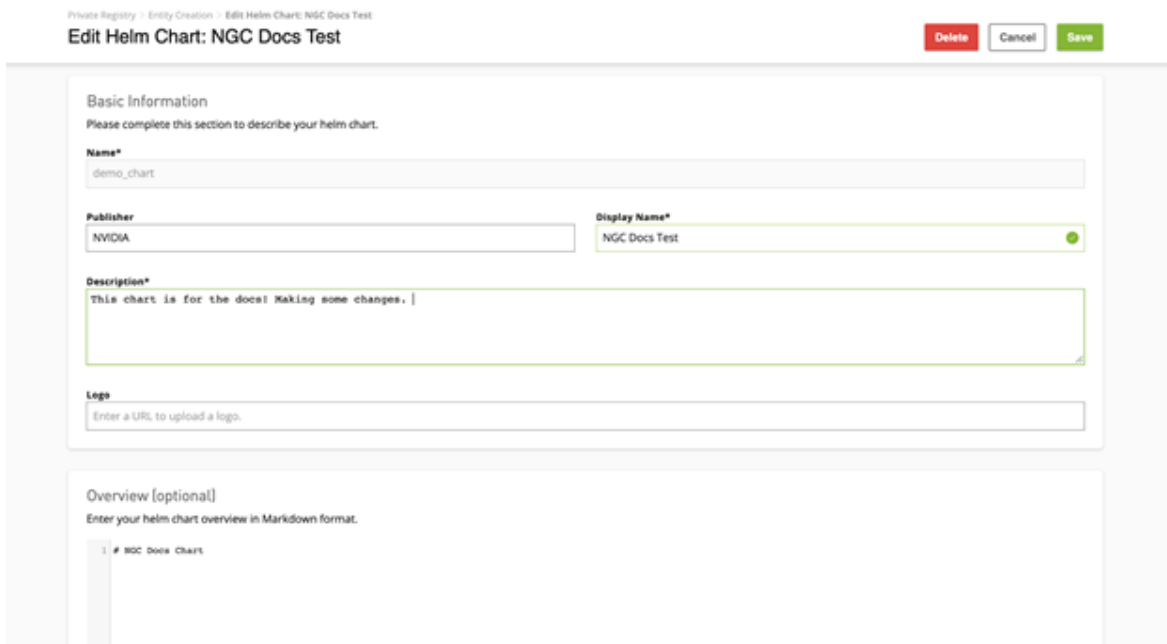 Private Registry > Entity Creation > Edit Helm Chart: NGC Docs Test
Edit Helm Chart: NGC Docs Test
Delete
Cancel
Save
Basic Information
Please complete this section to describe your helm chart.
Name*
demo_chart
Publisher
Display Name*
NVIDIA
NGC Docs Test
Description*
This chart is for the docs! Making some changes.
Logo
Enter a URL to upload a logo.
Overview (optional)
Enter your helm chart overview in Markdown format.
1 # NGC Docs Chart